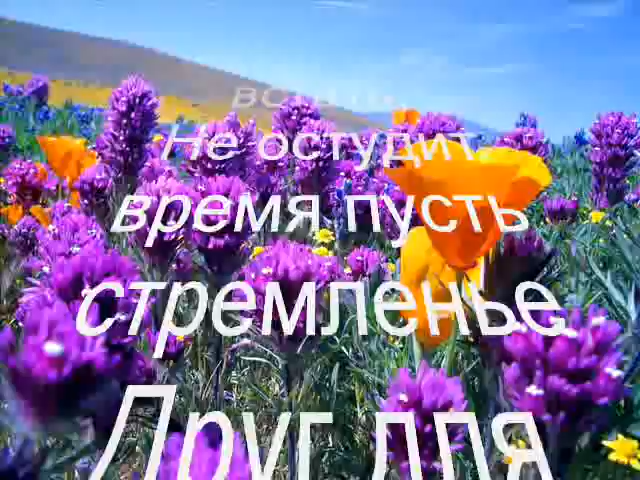 Не остудит
время пусть
стремленье
Друг для